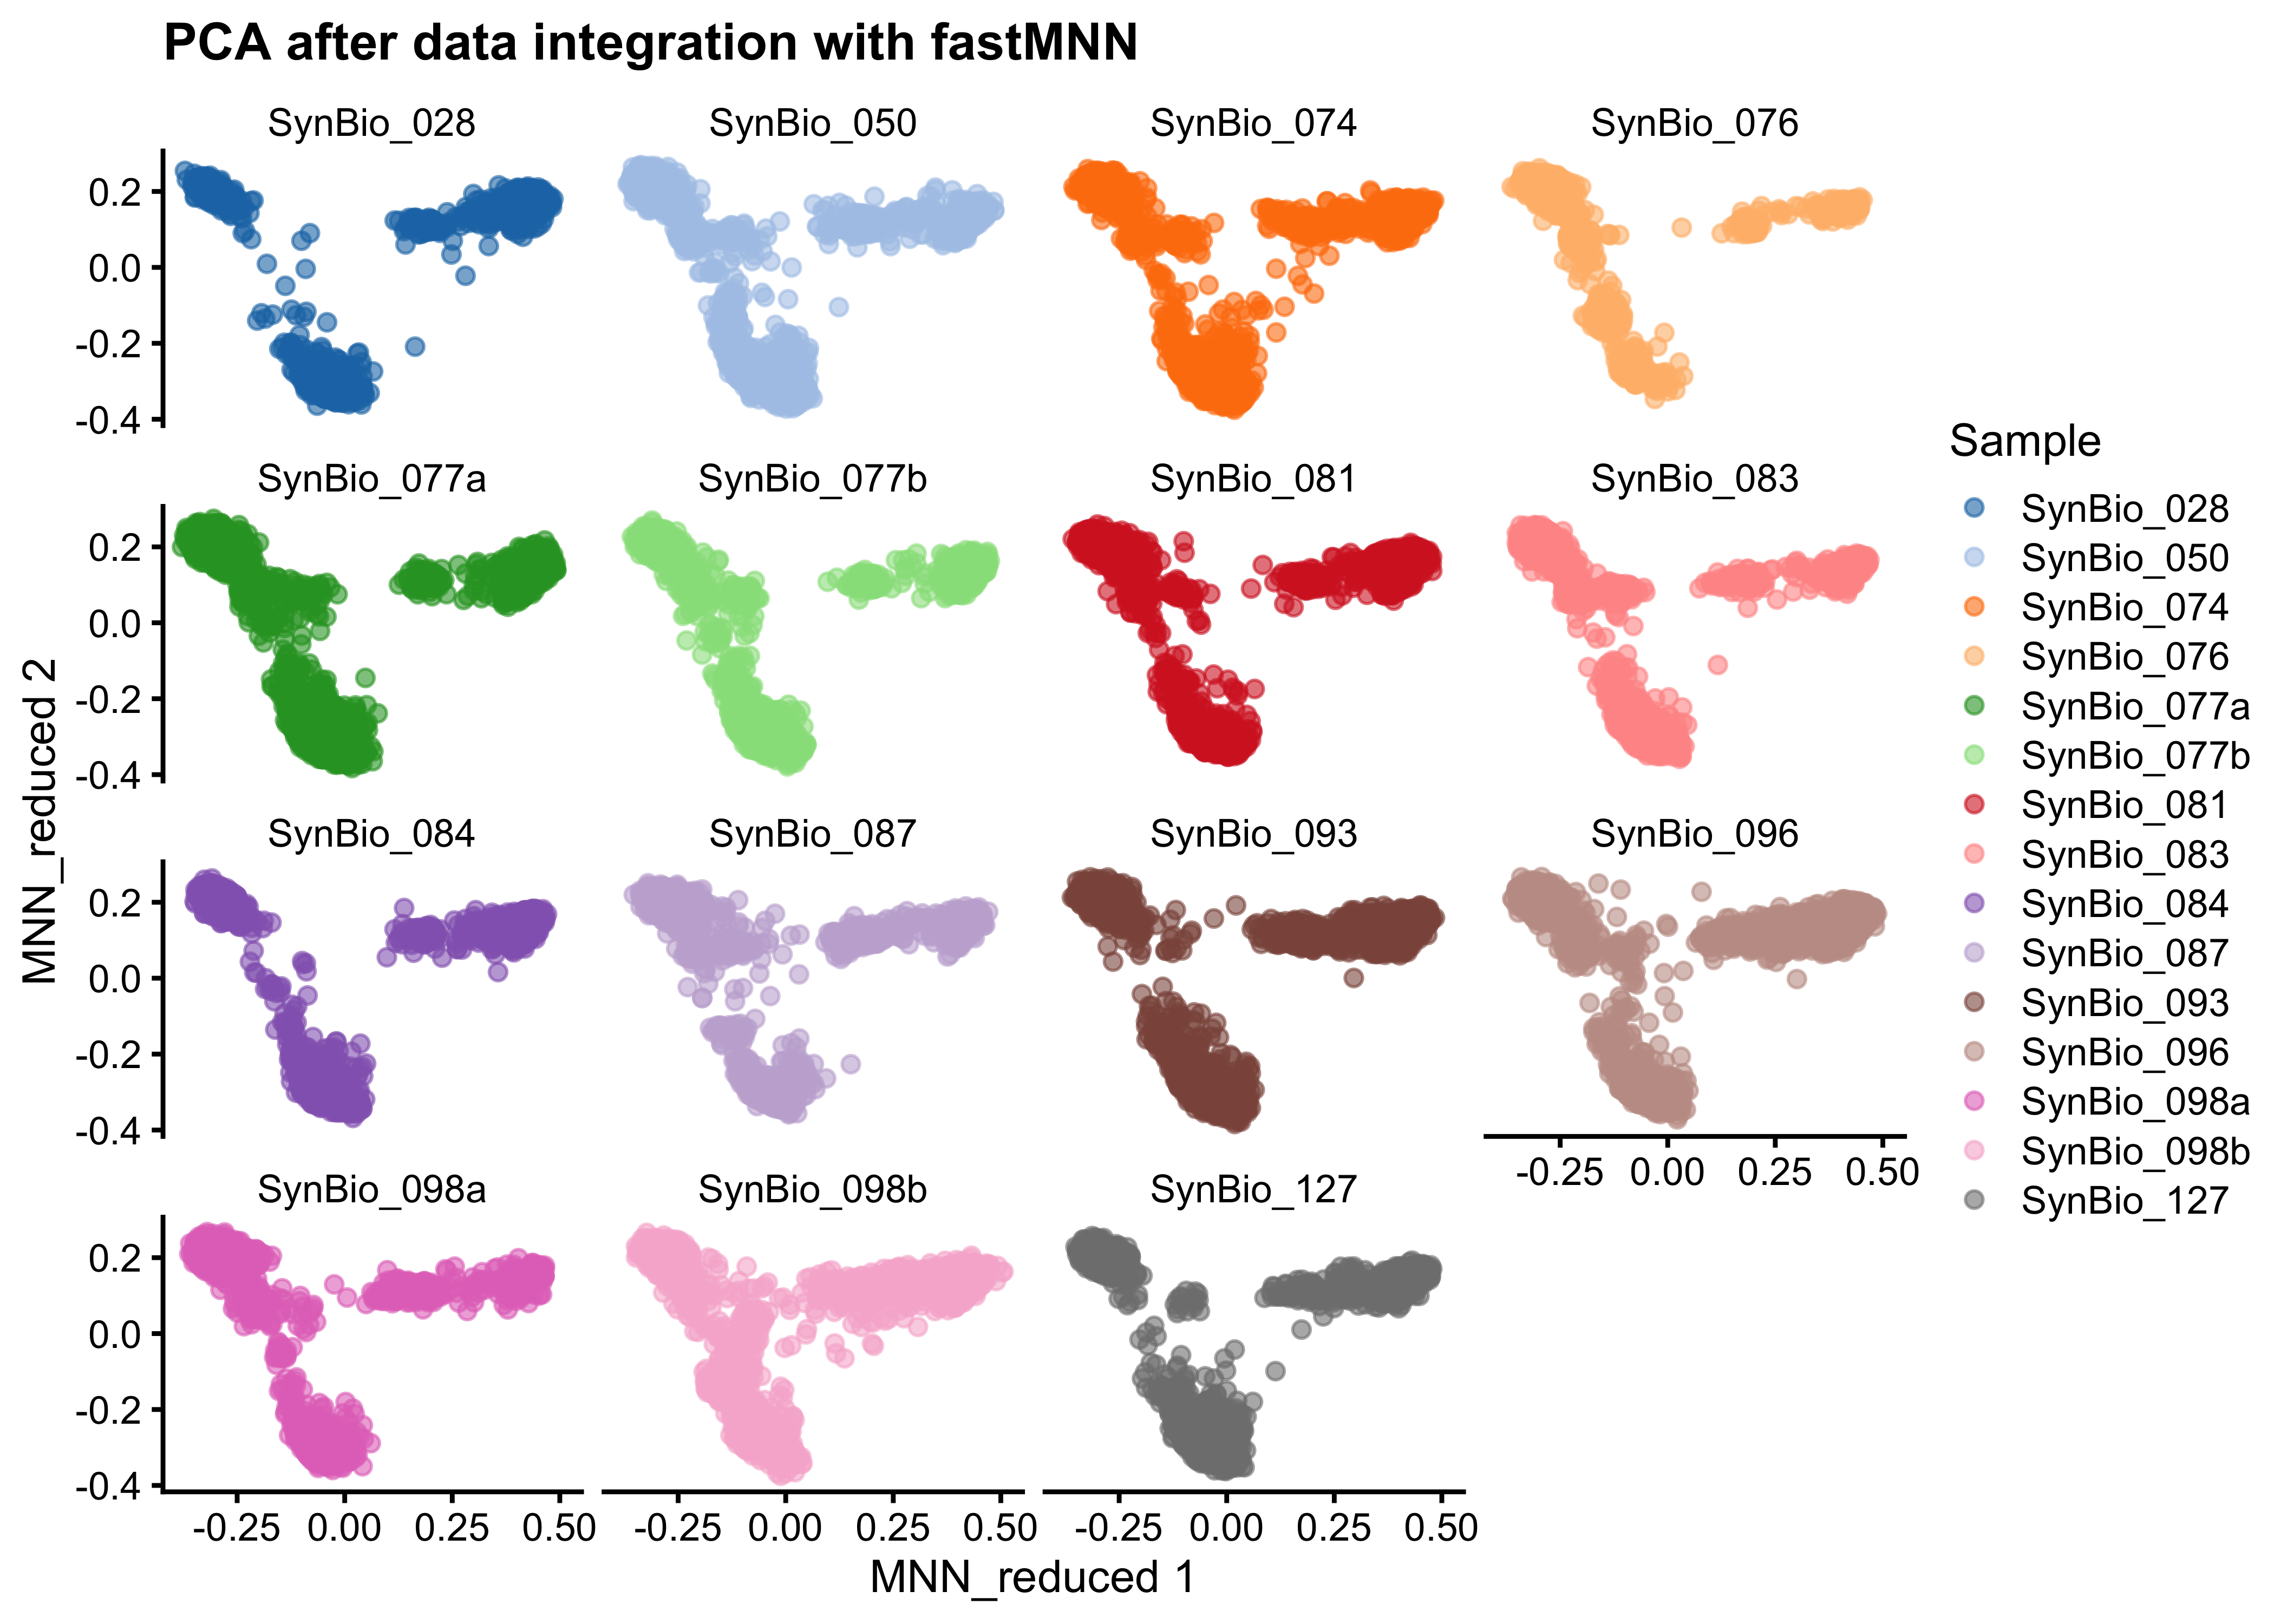 PCA after data integration with fastMNN
SynBio_028 SynBio_050 SynBio_074 SynBio_076
0.2
0.0
-0.2
-0.4
SynBio_077a SynBio_077b SynBio_081 SynBio_083
0.2
0.0
-0.2
-0.4
SynBio_084 SynBio_087 SynBio_093 SynBio_096
0.2
0.0
-0.2
-0.4
-0.25 0.00 0.25 0.50
SynBio_098a SynBio_098b SynBio_127
0.2
0.0
-0.2
-0.4
-0.25 0.00 0.25 0.50 -0.25 0.00 0.25 0.50 -0.25 0.00 0.25 0.50
MNN_reduced 1
MNN_reduced 2
Sample
SynBio_028
SynBio_050
SynBio_074
SynBio_076
SynBio_077a
SynBio_077b
SynBio_081
SynBio_083
SynBio_084
SynBio_087
SynBio_093
SynBio_096
SynBio_098a
SynBio_098b
SynBio_127